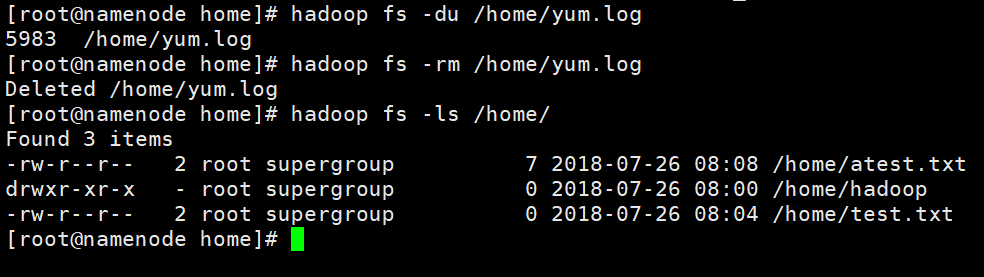 [root@namenode home]# hadoop fs -du /home/yum.log
5983  /home/yum.log
[root@namenode home]# hadoop fs -rm /home/yum.log
Deleted /home/yum.log
[root@namenode home]# hadoop fs -ls /home/
Found 3 items
-rw-r--r--   2 root supergroup          7 2018-07-26 08:08 /home/atest.txt
drwxr-xr-x   - root supergroup          0 2018-07-26 08:00 /home/hadoop
-rw-r--r--   2 root supergroup          0 2018-07-26 08:04 /home/test.txt
[root@namenode home]#